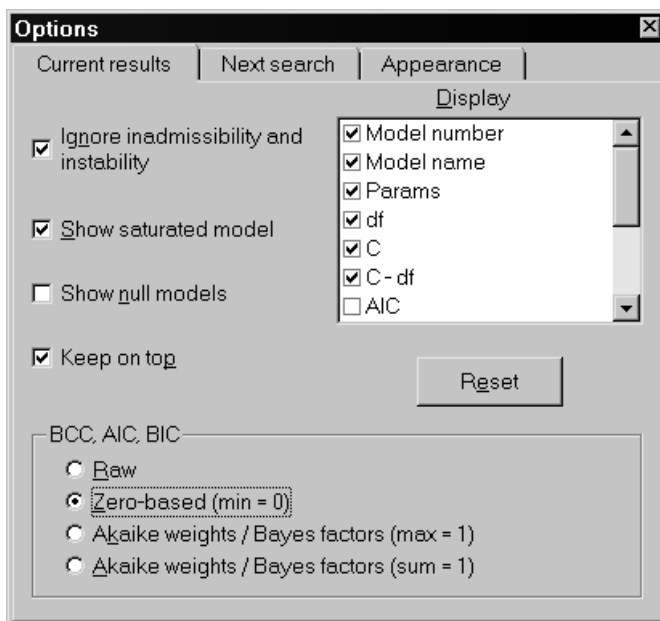 Options
Current results
Next search
Appearance
Display
Ignore inadmissibility and
instability
Show saturated model
Show null models
Keep on top
Model number
Model name
Params
df
C
C - df
AIC
Reset
BCC, AIC, BIC
Raw
Zero-based (min = 0)
Akaike weights / Bayes factors (max = 1)
Akaike weights / Bayes factors (sum = 1)